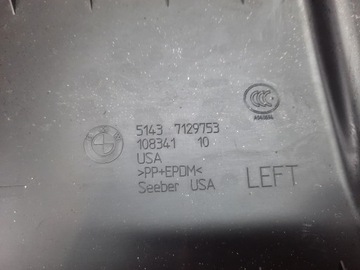 5143 7129753
108341 10
USA
>PP+EPDM<
Seeber USA
LEFT